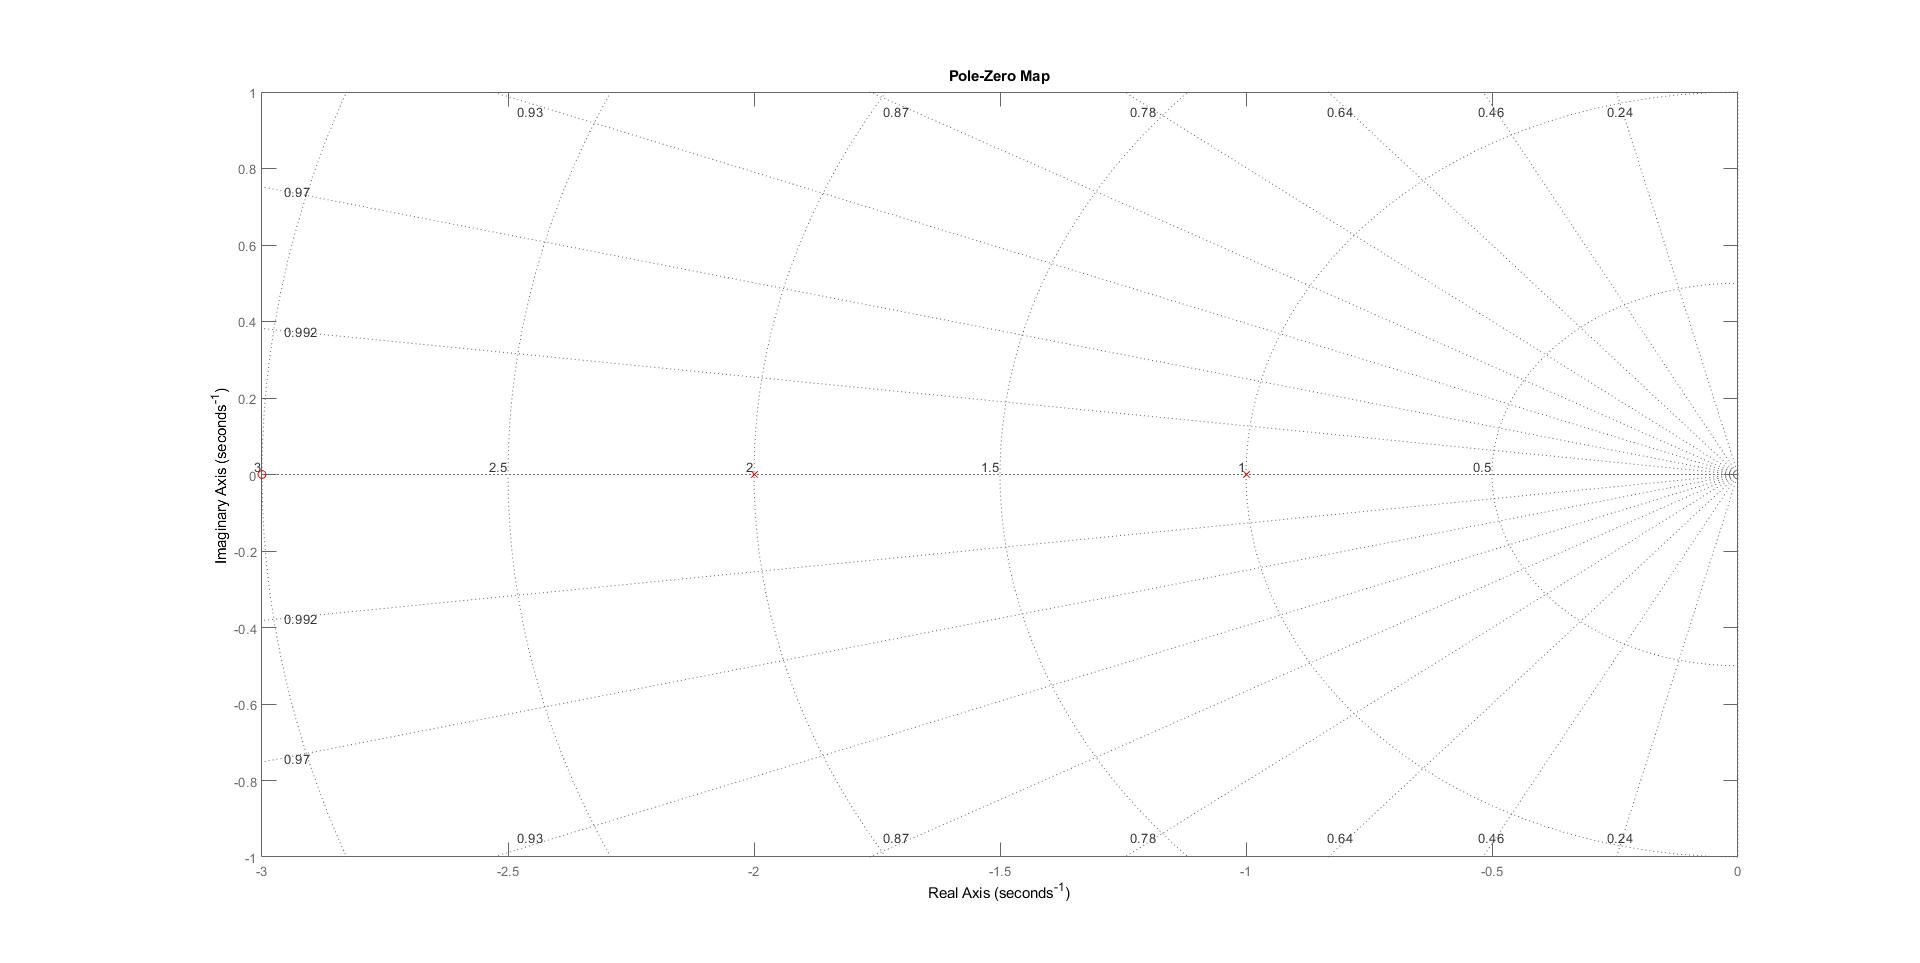 Pole-Zero Map
1
0.93 0.87 0.78 0.64 0.46 0.24
0.8
0.97
0.6
0.4
0.992
Imaginary Axis (seconds⁻¹)
0.2
3 2.5 2 1.5 1 0.5
0
-0.2
-0.4
0.992
-0.6
0.97
-0.8
0.93 0.87 0.78 0.64 0.46 0.24
-1
-3 -2.5 -2 -1.5 -1 -0.5 0
Real Axis (seconds⁻¹)